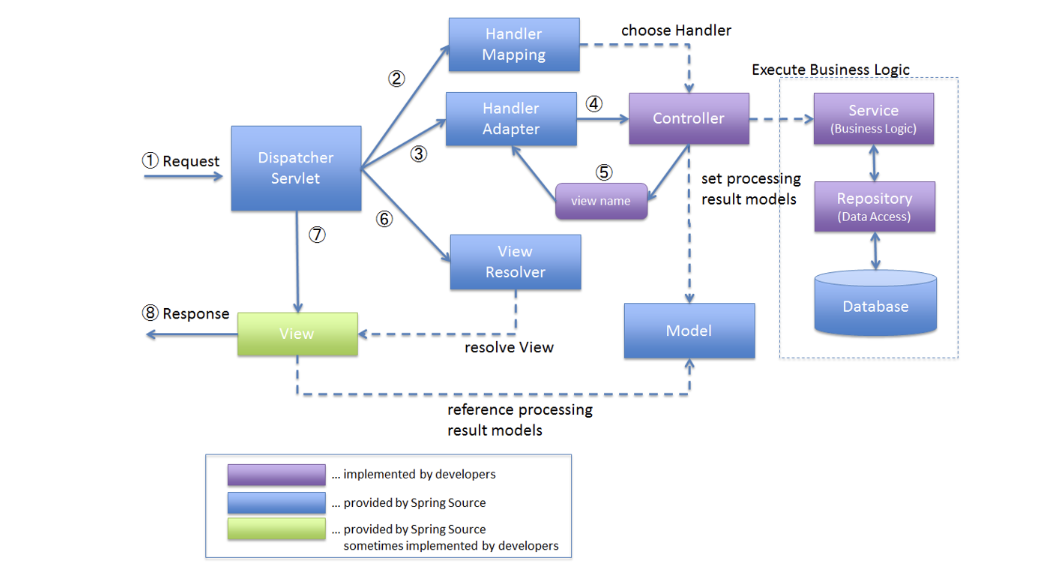 Handler
Mapping
choose Handler
Execute Business Logic
②
Handler
Adapter
④
Controller
Service
(Business Logic)
① Request
Dispatcher
Servlet
③
⑤
view name
set processing
result models
Repository
(Data Access)
⑥
⑦
View
Resolver
Database
⑧ Response
View
resolve View
Model
reference processing
result models
... implemented by developers
... provided by Spring Source
... provided by Spring Source
sometimes implemented by developers